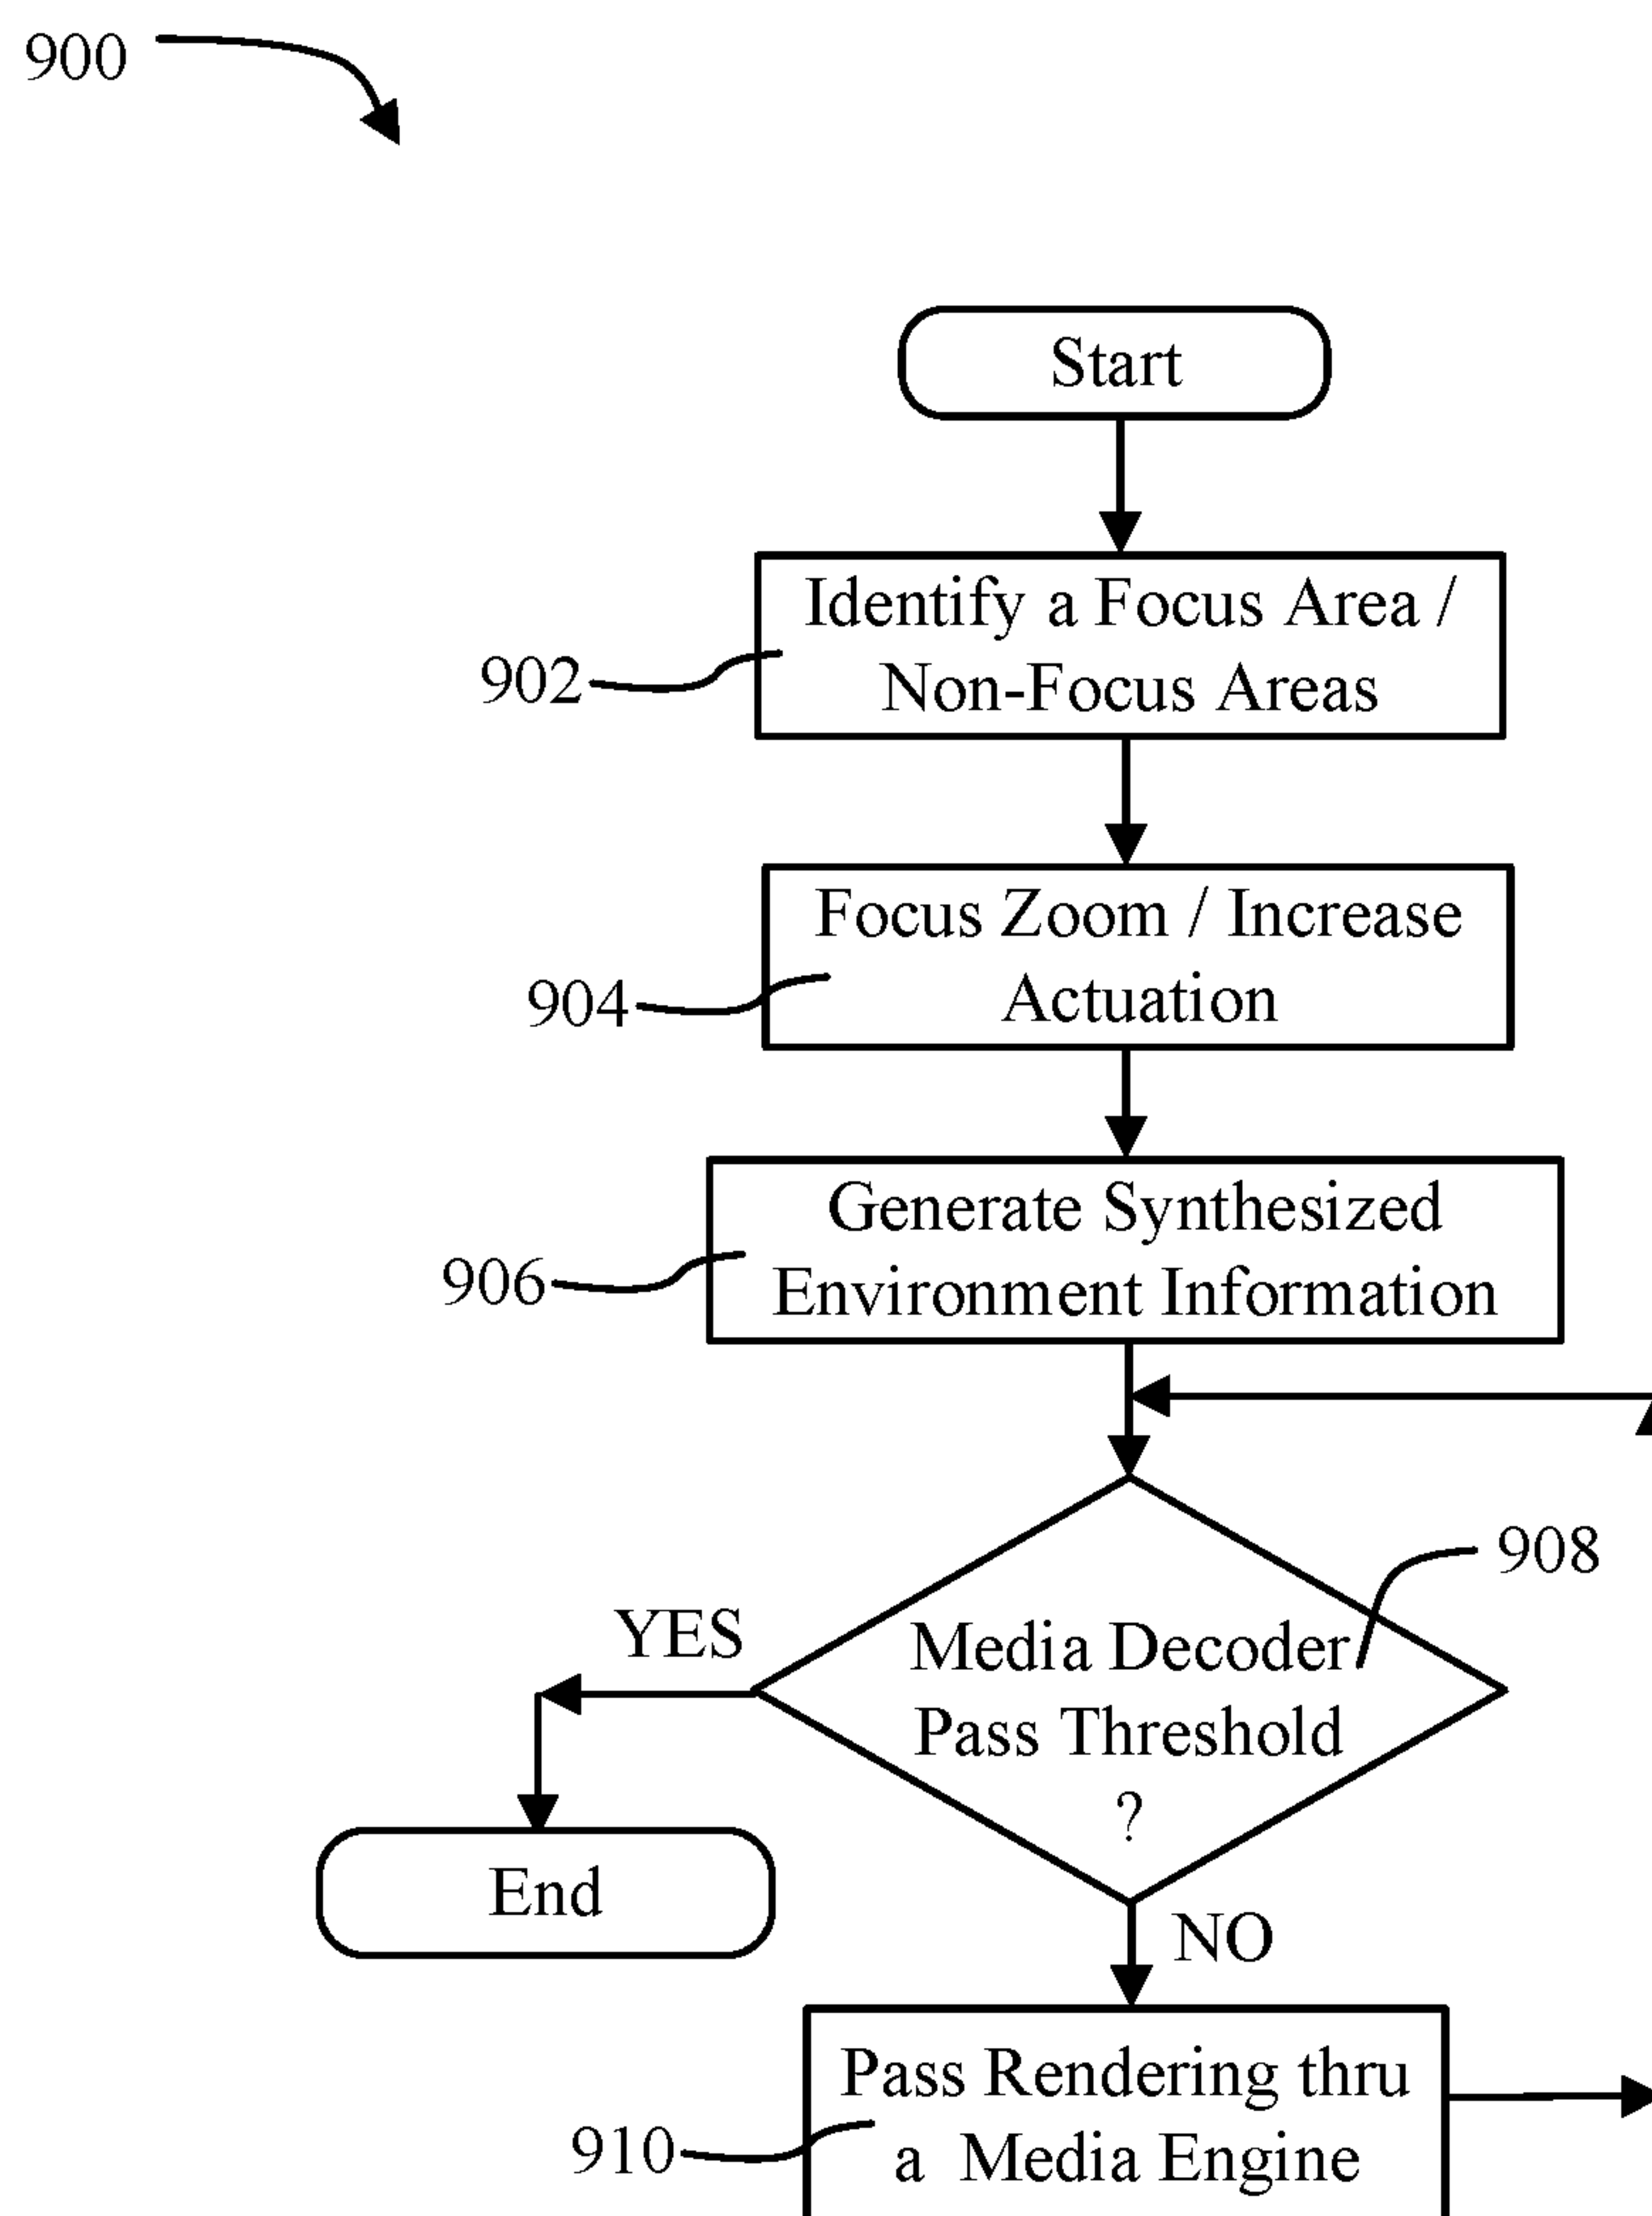 900
Start
Identify a Focus Area /
Non-Focus Areas
902
Focus Zoom / Increase
Actuation
904
Generate Synthesized
Environment Information
906
908
Media Decoder
Pass Threshold
?
YES
End
NO
Pass Rendering thru
a Media Engine
910